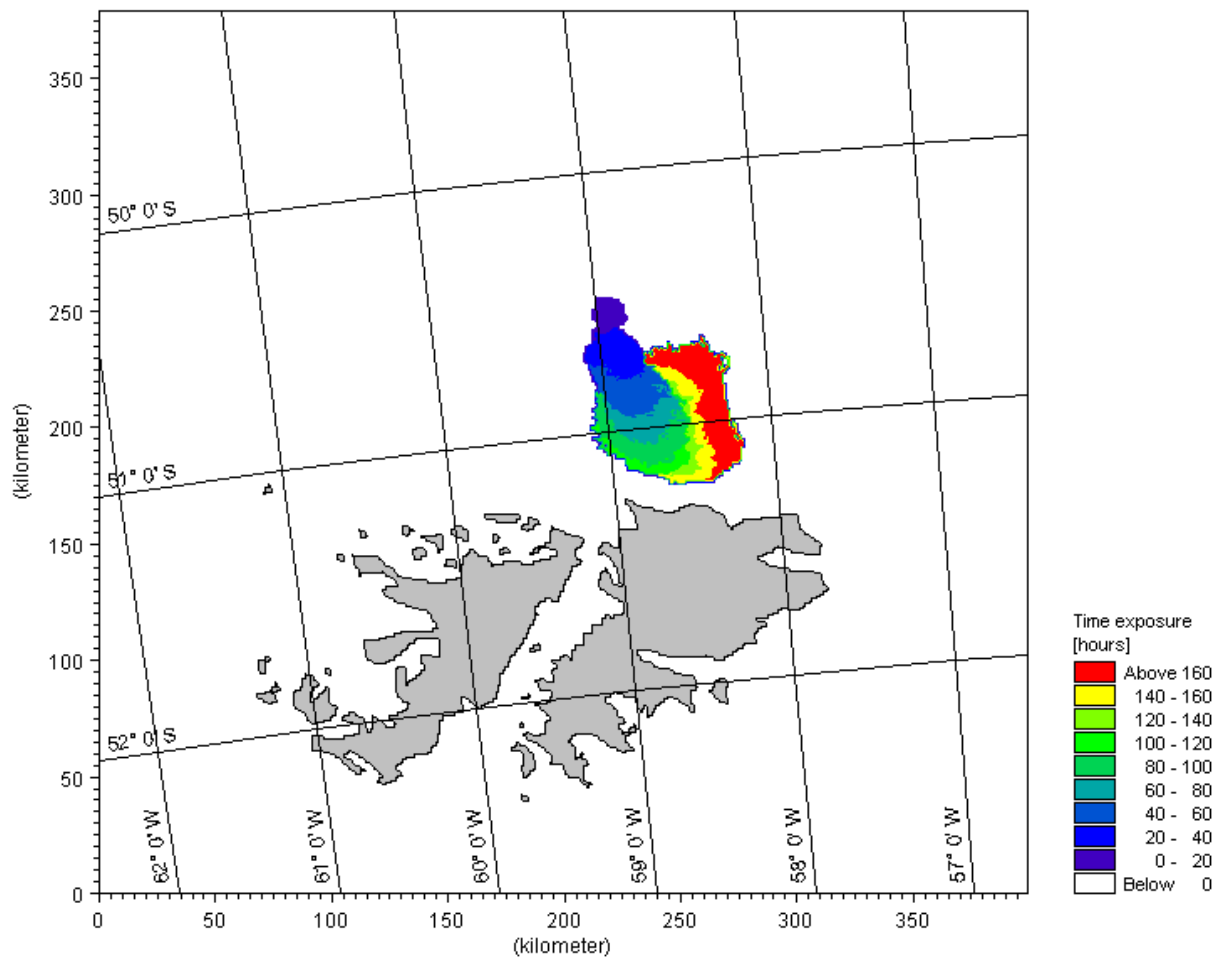 350
300
250
200
150
100
50
0
(kilometer)
50° 0' S
51° 0' S
52° 0' S
62° 0' W
61° 0' W
60° 0' W
59° 0' W
58° 0' W
57° 0' W
0 50 100 150 200 250 300 350
(kilometer)
Time exposure
[hours]
Above 160
140 - 160
120 - 140
100 - 120
80 - 100
60 - 80
40 - 60
20 - 40
0 - 20
Below 0